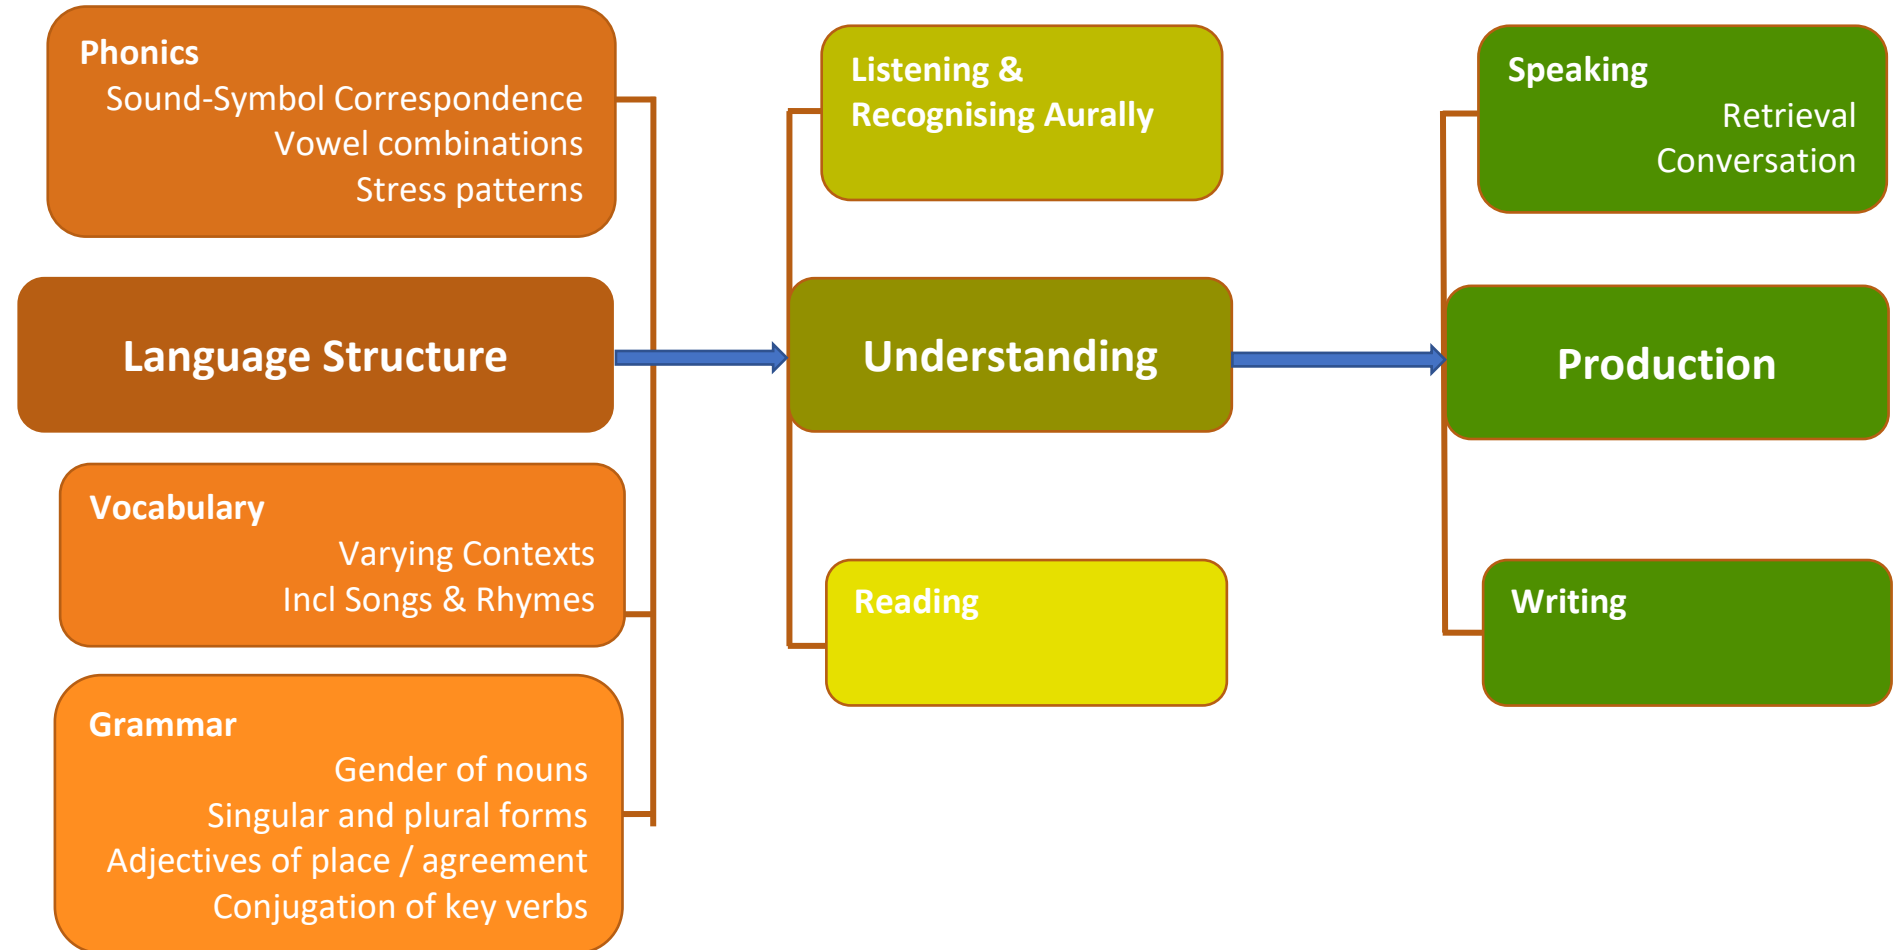 Phonics
Sound-Symbol Correspondence
Vowel combinations
Stress patterns
Language Structure
Vocabulary
Varying Contexts
Incl Songs & Rhymes
Grammar
Gender of nouns
Singular and plural forms
Adjectives of place / agreement
Conjugation of key verbs
Listening &
Recognising Aurally
Understanding
Reading
Speaking
Retrieval
Conversation
Production
Writing